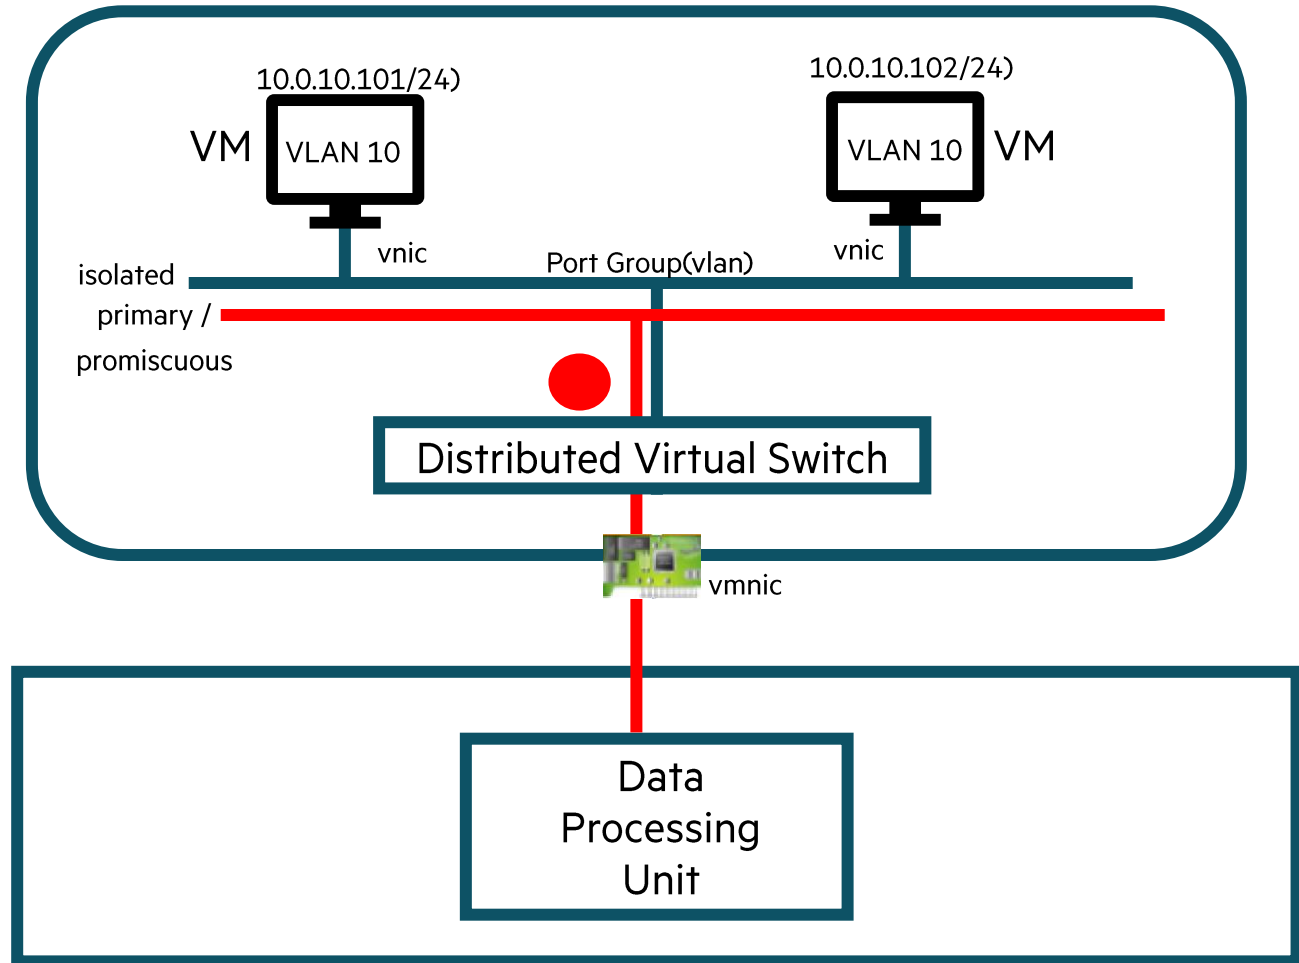 10.0.10.101/24)
10.0.10.102/24)
VM
VLAN 10
VLAN 10
VM
vnic
vnic
isolated
Port Group(vlan)
primary /
promiscuous
Distributed Virtual Switch
vmnic
Data
Processing
Unit